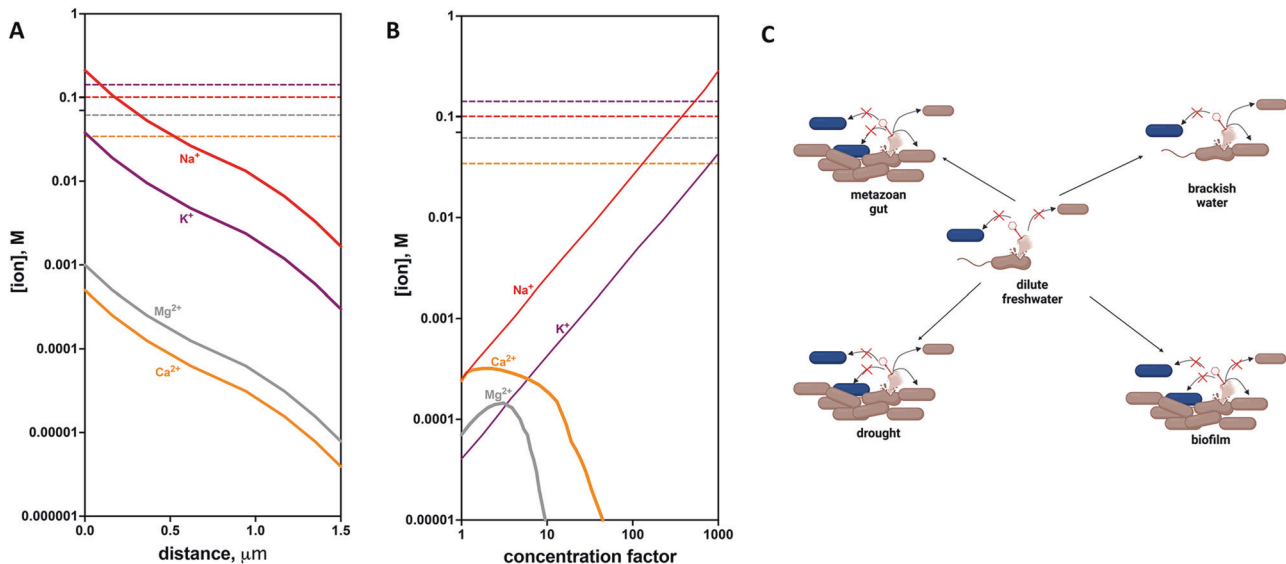 A
1
0.1
0.01
0.001
0.0001
0.00001
0.000001
[ion], M
Na⁺
K⁺
Mg²⁺
Ca²⁺
0.0
0.5
1.0
1.5
distance, μm
B
1
0.1
0.01
0.001
0.0001
0.00001
[ion], M
Na⁺
K⁺
Ca²⁺
Mg²⁺
1
10
100
1000
concentration factor
C
metazoan
gut
brackish
water
dilute
freshwater
drought
biofilm